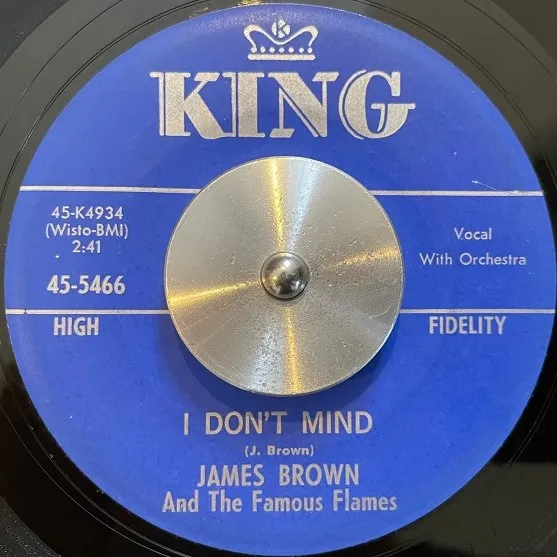 K
KING
45-K4934
(Wisto-BMI)
2:41
45-5466
Vocal
With Orchestra
HIGH FIDELITY
I DON'T MIND
(J. Brown)
JAMES BROWN
And The Famous Flames